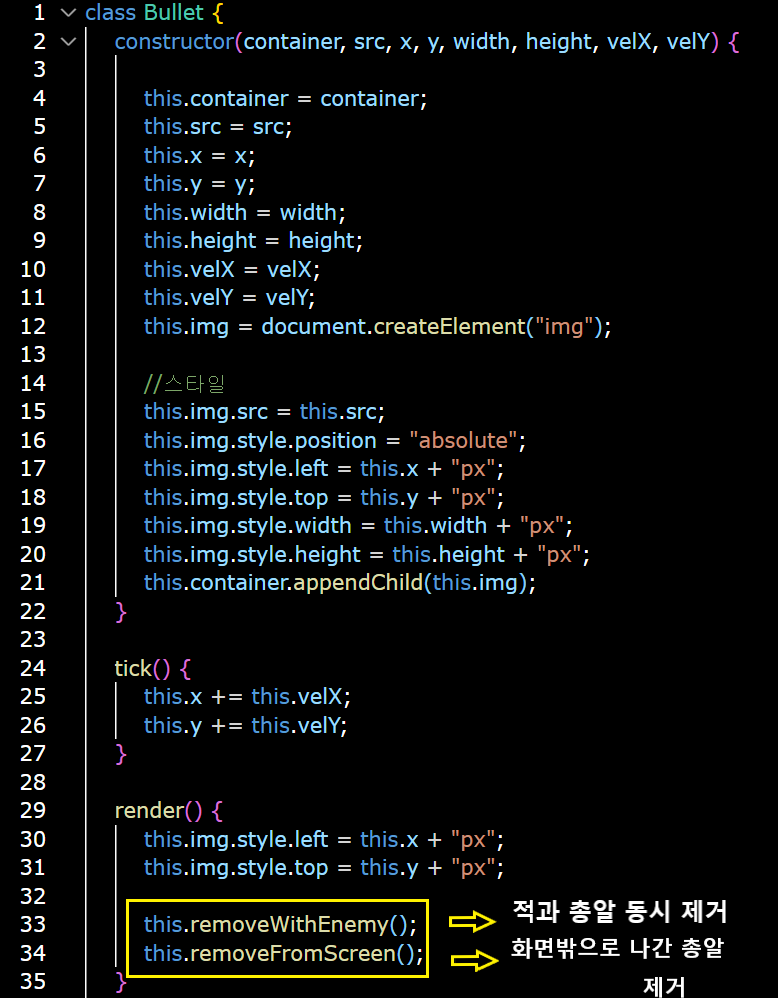 1 class Bullet {
2 constructor(container, src, x, y, width, height, velX, velY) {
3
4 this.container = container;
5 this.src = src;
6 this.x = x;
7 this.y = y;
8 this.width = width;
9 this.height = height;
10 this.velX = velX;
11 this.velY = velY;
12 this.img = document.createElement("img");
13
14 //스타일
15 this.img.src = this.src;
16 this.img.style.position = "absolute";
17 this.img.style.left = this.x + "px";
18 this.img.style.top = this.y + "px";
19 this.img.style.width = this.width + "px";
20 this.img.style.height = this.height + "px";
21 this.container.appendChild(this.img);
22 }
23
24 tick() {
25 this.x += this.velX;
26 this.y += this.velY;
27 }
28
29 render() {
30 this.img.style.left = this.x + "px";
31 this.img.style.top = this.y + "px";
32
33 this.removeWithEnemy(); 적과 총알 동시 제거
34 this.removeFromScreen(); 화면밖으로 나간 총알
제거
35 }